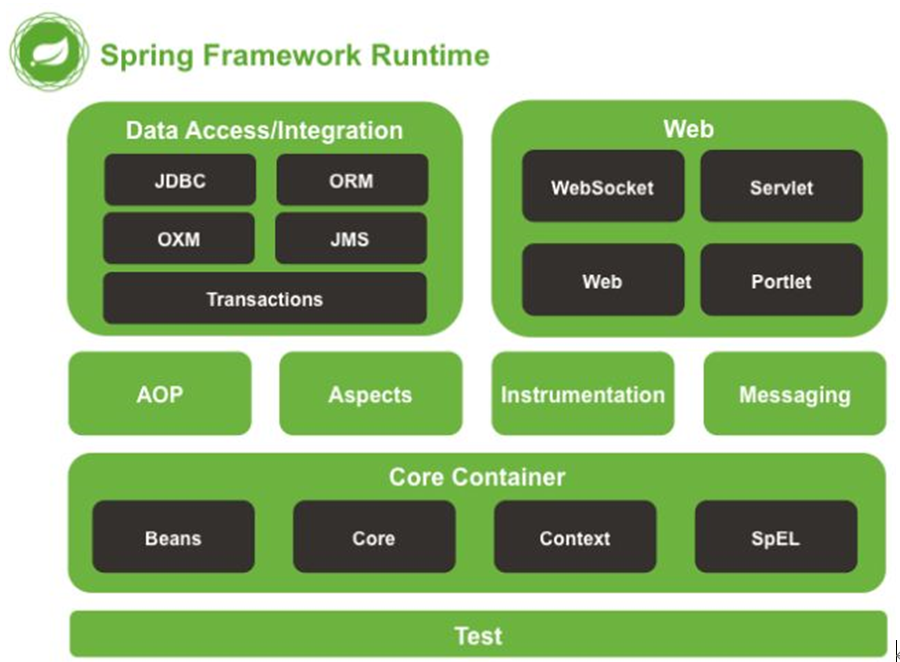 Spring Framework Runtime
Data Access/Integration
JDBC
ORM
OXM
JMS
Transactions
Web
WebSocket
Servlet
Web
Portlet
AOP
Aspects
Instrumentation
Messaging
Core Container
Beans
Core
Context
SpEL
Test